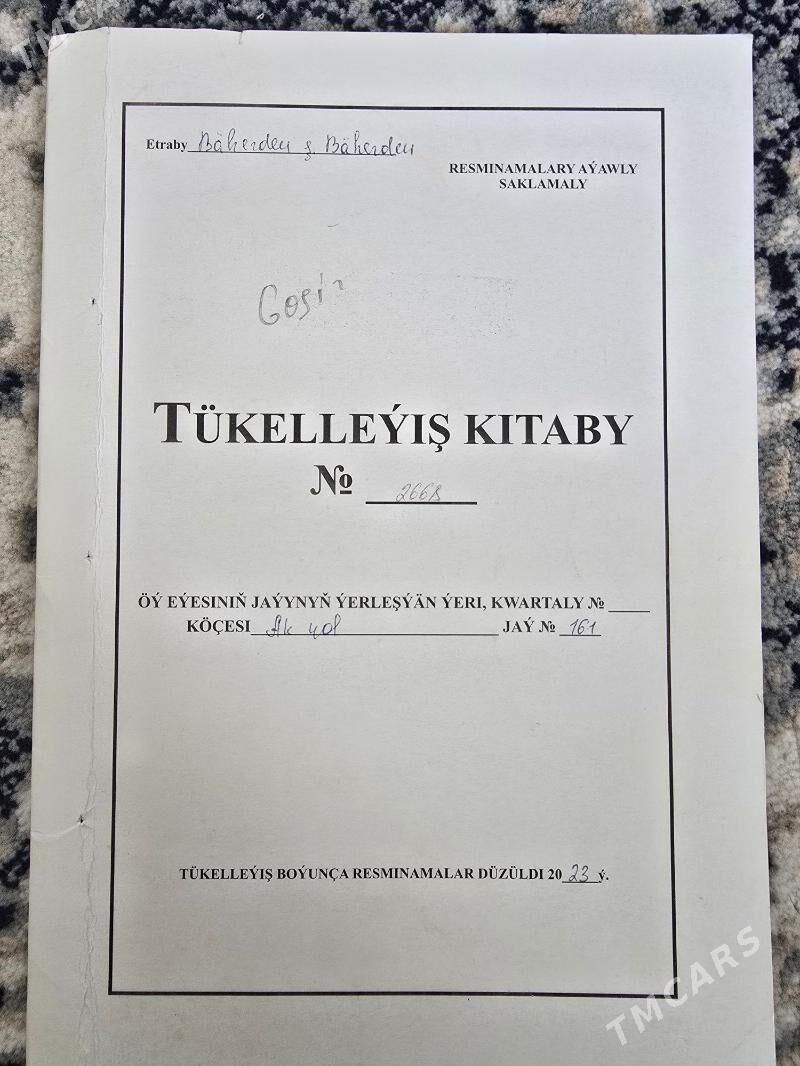 TMCARS
Etraby Bäherden ş Bäherden
RESMINAMALARY AÝAWLY
SAKLAMALY
TÜKELLEÝIŞ KITABY
№ 2668
ÖÝ EÝESINIŇ JAÝYNYŇ ÝERLEŞÝÄN ÝERI, KWARTALY №
KÖÇESI Ak ýol JAÝ № 161
TÜKELLEÝIŞ BOÝUNÇA RESMINAMALAR DÜZÜLDI 2023 ý.
TMCARS